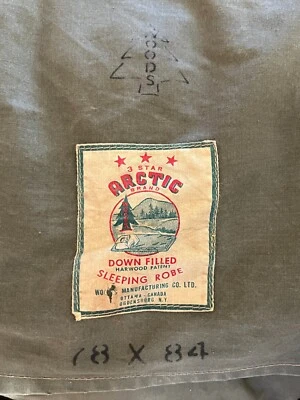 WOODS
3 STAR
ARCTIC
BRAND
DOWN FILLED
HARWOOD PATENT
SLEEPING ROBE
MANUFACTURING CO. LTD.
OTTAWA - CANADA
OGDENSBURG N.Y.
78 X 84